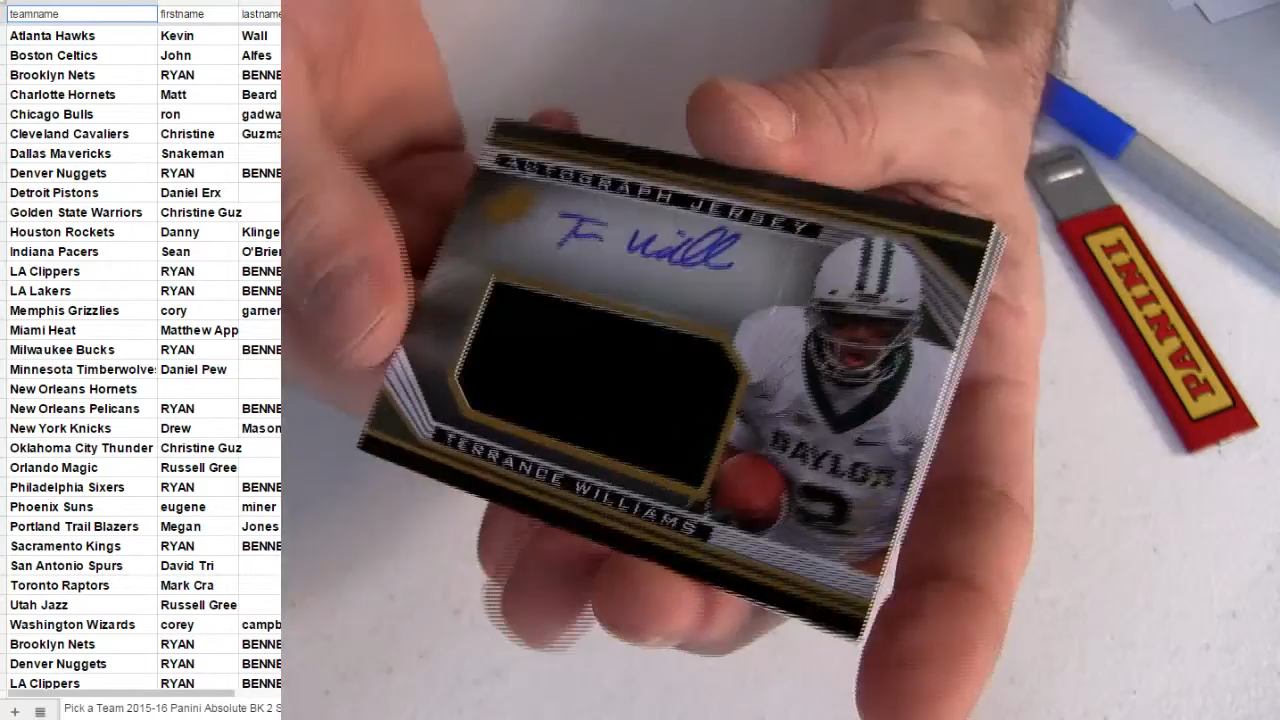 teamname firstname lastname
Atlanta Hawks Kevin Wall
Boston Celtics John Alfes
Brooklyn Nets RYAN BENNE
Charlotte Hornets Matt Beard
Chicago Bulls ron gadwa
Cleveland Cavaliers Christine Guzma
Dallas Mavericks Snakeman
Denver Nuggets RYAN BENNE
Detroit Pistons Daniel Erx
Golden State Warriors Christine Guz
Houston Rockets Danny Klinge
Indiana Pacers Sean O'Brien
LA Clippers RYAN BENNE
LA Lakers RYAN BENNE
Memphis Grizzlies cory garner
Miami Heat Matthew App
Milwaukee Bucks RYAN BENNE
Minnesota Timberwolves Daniel Pew
New Orleans Hornets
New Orleans Pelicans RYAN BENNE
New York Knicks Drew Mason
Oklahoma City Thunder Christine Guz
Orlando Magic Russell Gree
Philadelphia Sixers RYAN BENNE
Phoenix Suns eugene miner
Portland Trail Blazers Megan Jones
Sacramento Kings RYAN BENNE
San Antonio Spurs David Tri
Toronto Raptors Mark Cra
Utah Jazz Russell Gree
Washington Wizards corey campb
Brooklyn Nets RYAN BENNE
Denver Nuggets RYAN BENNE
LA Clippers RYAN BENNE
Pick a Team 2015-16 Panini Absolute BK 2 S
AUTOGRAPH JERSEY
T Will
BAYLOR
2
TERRANCE WILLIAMS
PANINI